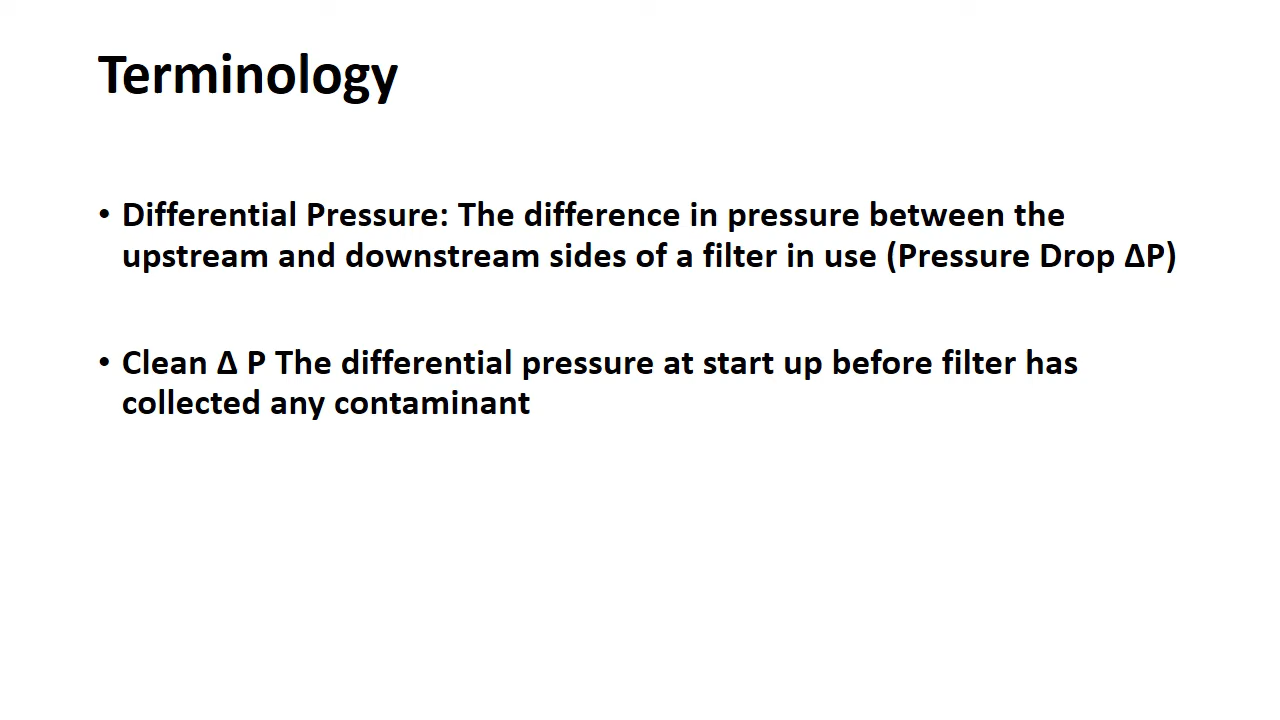 Terminology
• Differential Pressure: The difference in pressure between the
upstream and downstream sides of a filter in use (Pressure Drop ΔP)
• Clean Δ P The differential pressure at start up before filter has
collected any contaminant